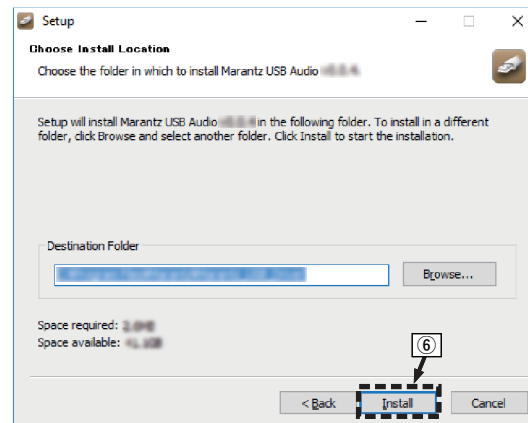 Setup
Choose Install Location
Choose the folder in which to install Marantz USB Audio
Setup will install Marantz USB Audio in the following folder. To install in a different
folder, click Browse and select another folder. Click Install to start the installation.
Destination Folder
Browse...
Space required:
Space available:
⑥
< Back Install Cancel